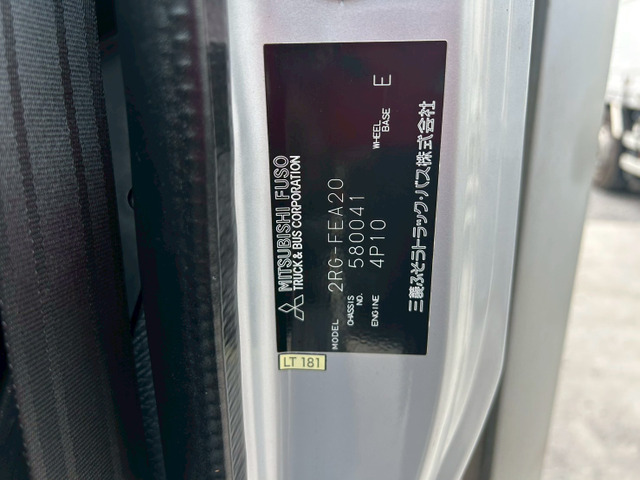 MITSUBISHI FUSO
TRUCK & BUS CORPORATION
MODEL 2RG-FEA20
CHASSIS NO. 580041
ENGINE 4P10 WHEEL BASE E
三菱ふそうトラック・バス株式会社
LT 181